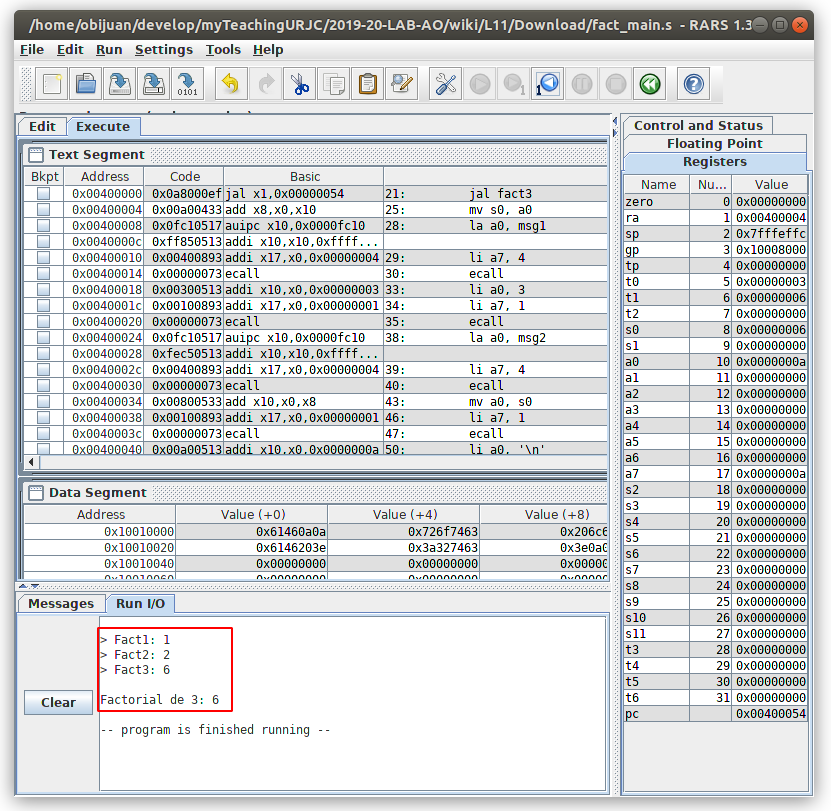 /home/obijuan/develop/myTeachingURJC/2019-20-LAB-AO/wiki/L11/Download/fact_main.s - RARS 1.3
File Edit Run Settings Tools Help
0101
1
1
?
Edit Execute
Text Segment
Bkpt Address Code Basic
0x00400000 0x0a8000ef jal x1,0x00000054 21: jal fact3
0x00400004 0x00a00433 add x8,x0,x10 25: mv s0, a0
0x00400008 0x0fc10517 auipc x10,0x0000fc10 28: la a0, msg1
0x0040000c 0xff850513 addi x10,x10,0xffff...
0x00400010 0x00400893 addi x17,x0,0x00000004 29: li a7, 4
0x00400014 0x00000073 ecall 30: ecall
0x00400018 0x00300513 addi x10,x0,0x00000003 33: li a0, 3
0x0040001c 0x00100893 addi x17,x0,0x00000001 34: li a7, 1
0x00400020 0x00000073 ecall 35: ecall
0x00400024 0x0fc10517 auipc x10,0x0000fc10 38: la a0, msg2
0x00400028 0xfec50513 addi x10,x10,0xffff...
0x0040002c 0x00400893 addi x17,x0,0x00000004 39: li a7, 4
0x00400030 0x00000073 ecall 40: ecall
0x00400034 0x00800533 add x10,x0,x8 43: mv a0, s0
0x00400038 0x00100893 addi x17,x0,0x00000001 46: li a7, 1
0x0040003c 0x00000073 ecall 47: ecall
0x00400040 0x00a00513 addi x10,x0,0x0000000a 50: li a0, '\n'
Data Segment
Address Value (+0) Value (+4) Value (+8)
0x10010000 0x61460a0a 0x726f7463 0x206c6
0x10010020 0x6146203e 0x3a327463 0x3e0a0
0x10010040 0x00000000 0x00000000 0x00000
0x10010060 0x00000000 0x00000000 0x00000
Messages Run I/O
Clear
> Fact1: 1
> Fact2: 2
> Fact3: 6
Factorial de 3: 6
-- program is finished running --
Control and Status
Floating Point
Registers
Name Nu... Value
zero 0 0x00000000
ra 1 0x00400004
sp 2 0x7fffeffc
gp 3 0x10008000
tp 4 0x00000000
t0 5 0x00000003
t1 6 0x00000006
t2 7 0x00000000
s0 8 0x00000006
s1 9 0x00000000
a0 10 0x0000000a
a1 11 0x00000000
a2 12 0x00000000
a3 13 0x00000000
a4 14 0x00000000
a5 15 0x00000000
a6 16 0x00000000
a7 17 0x0000000a
s2 18 0x00000000
s3 19 0x00000000
s4 20 0x00000000
s5 21 0x00000000
s6 22 0x00000000
s7 23 0x00000000
s8 24 0x00000000
s9 25 0x00000000
s10 26 0x00000000
s11 27 0x00000000
t3 28 0x00000000
t4 29 0x00000000
t5 30 0x00000000
t6 31 0x00000000
pc 0x00400054